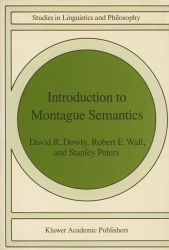 Studies in Linguistics and Philosophy
Introduction to
Montague Semantics
David R. Dowty, Robert E. Wall,
and Stanley Peters
Kluwer Academic Publishers